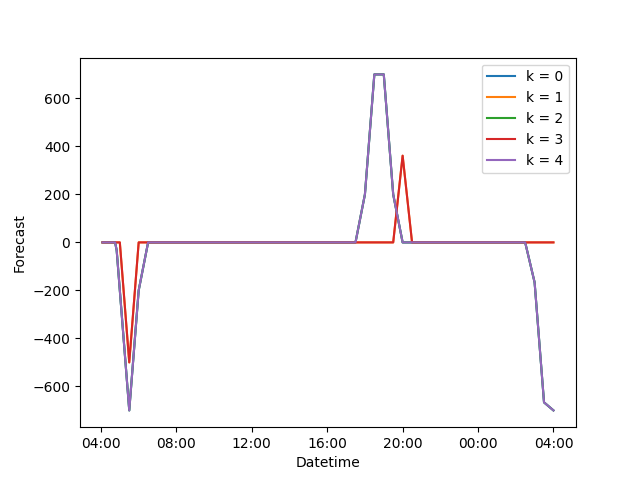 k = 0
k = 1
k = 2
k = 3
k = 4
600
400
200
0
−200
−400
−600
Forecast
04:00 08:00 12:00 16:00 20:00 00:00 04:00
Datetime